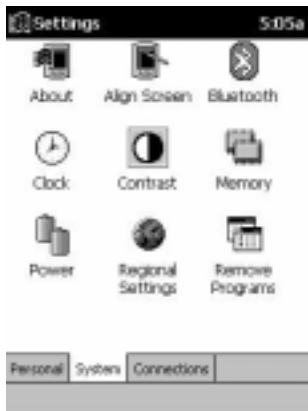 Settings 5:05a
About Align Screen Bluetooth
Clock Contrast Memory
Power Regional Settings Remove Programs
Personal System Connections